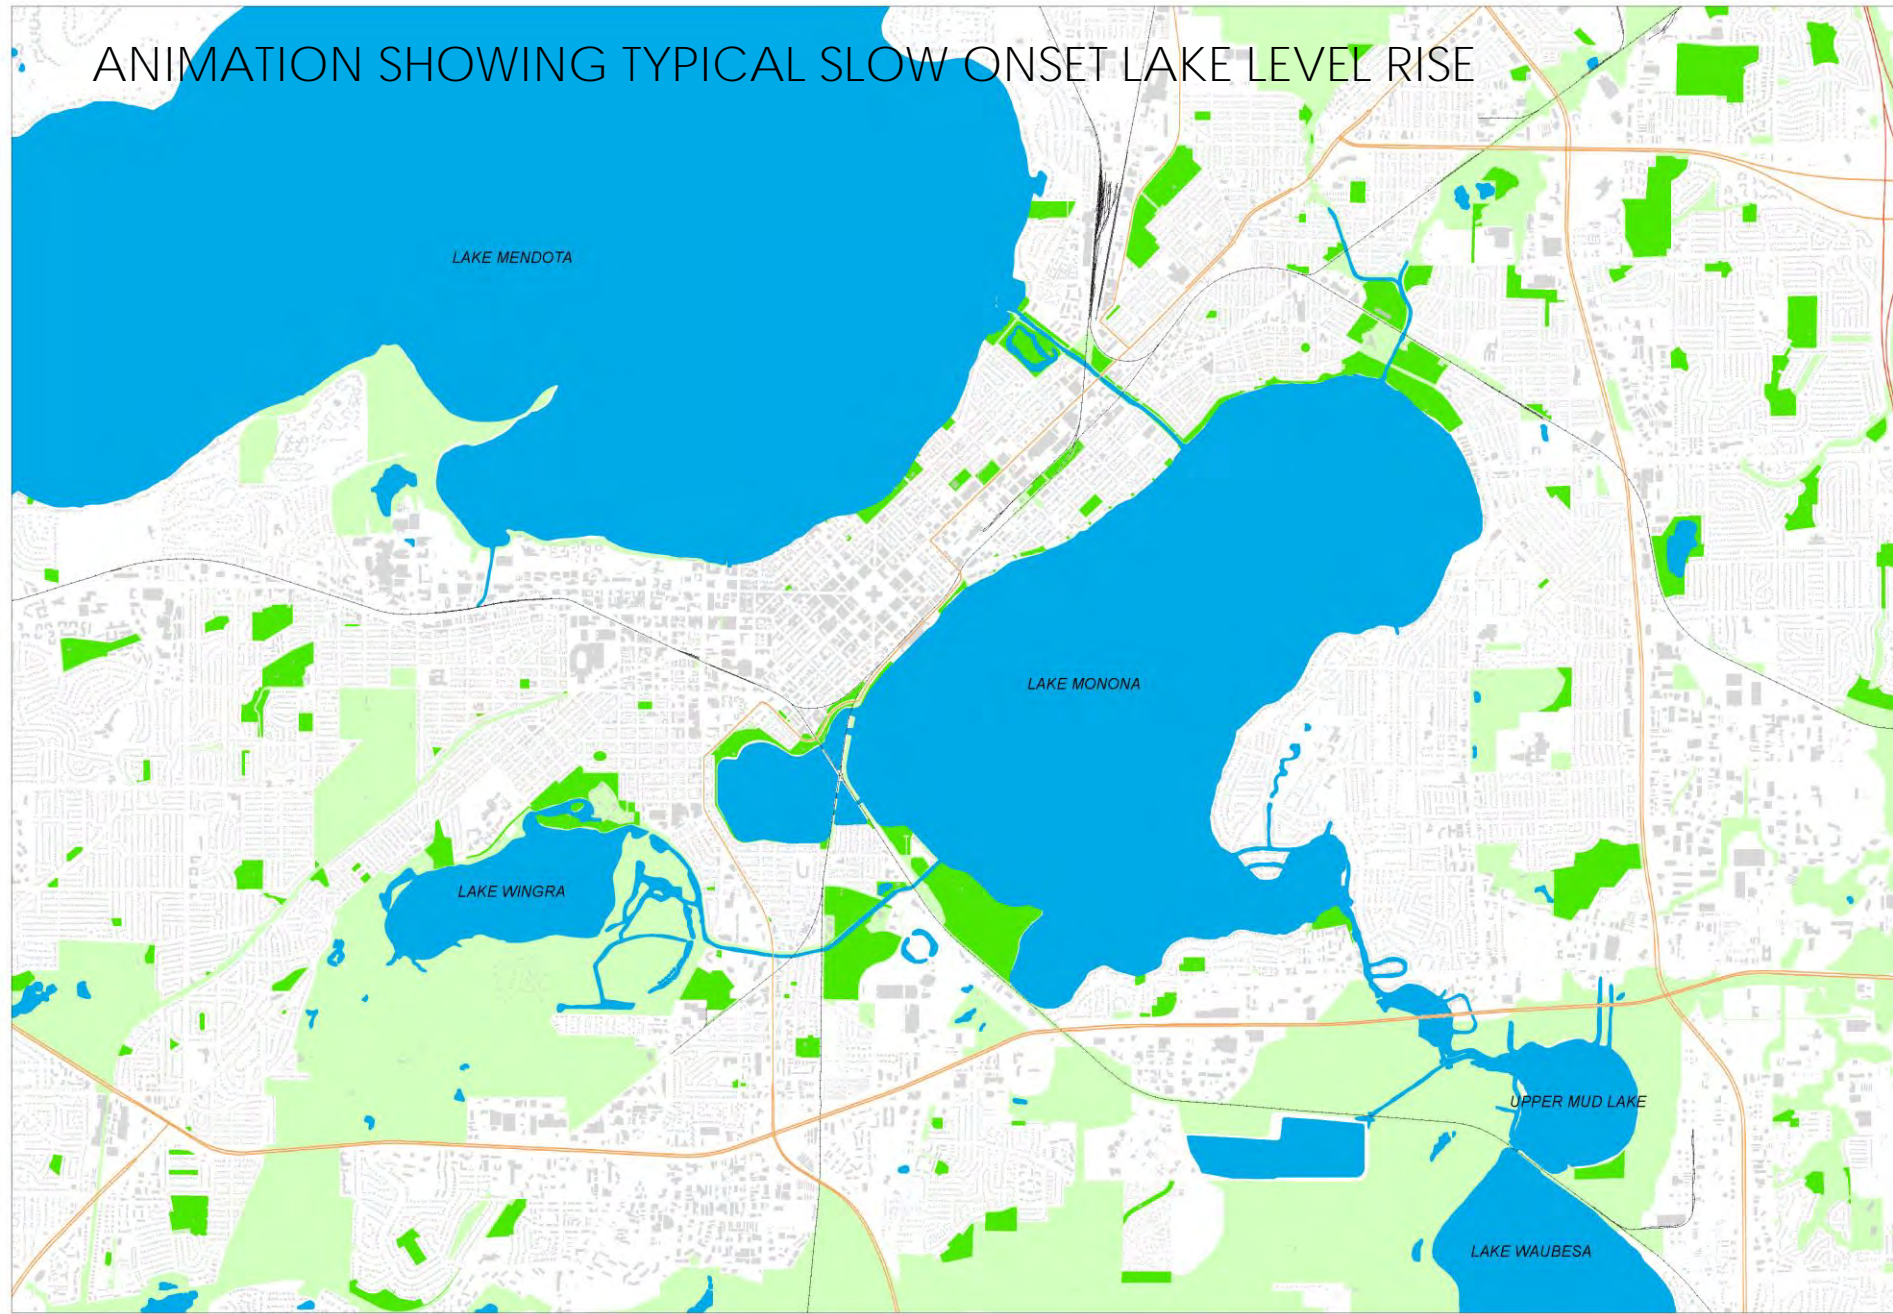 ANIMATION SHOWING TYPICAL SLOW ONSET LAKE LEVEL RISE
LAKE MENDOTA
LAKE MONONA
LAKE WINGRA
UPPER MUD LAKE
LAKE WAUBESA